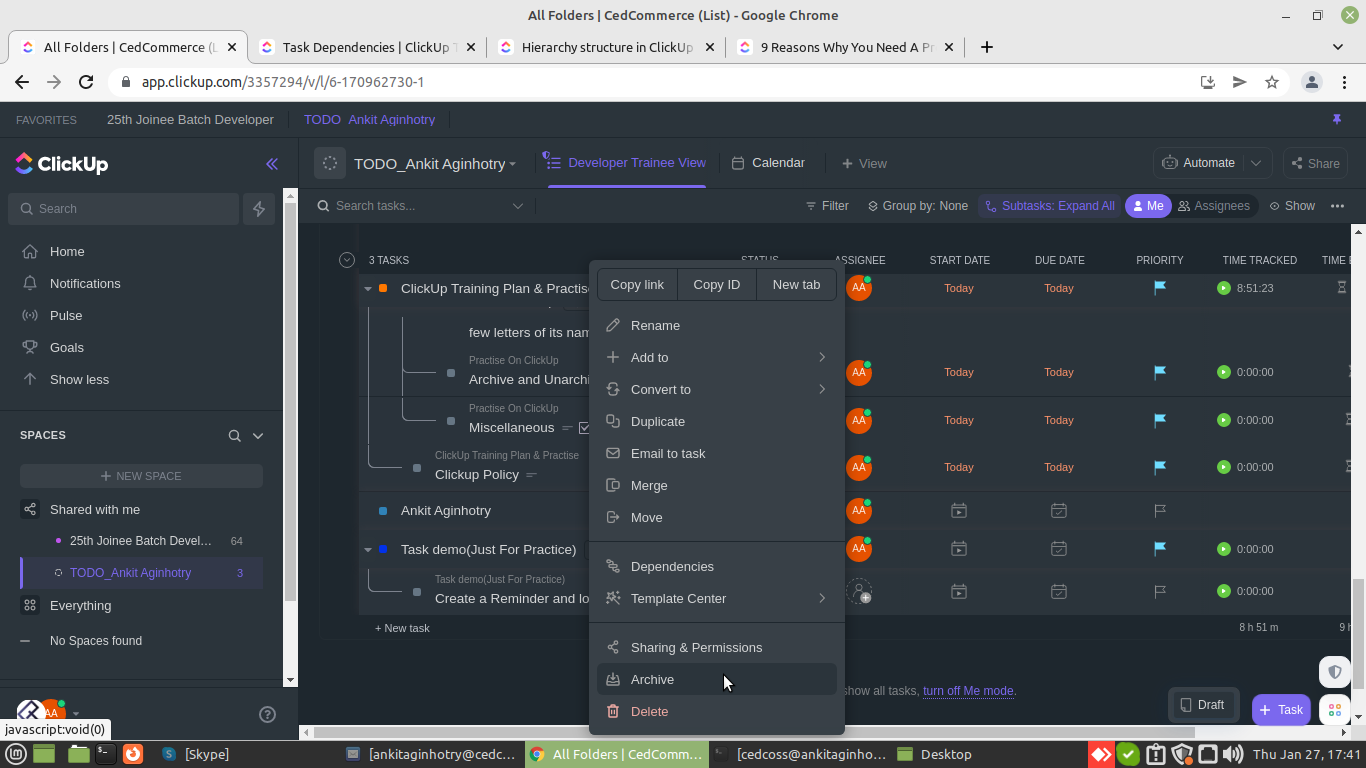 All Folders | CedCommerce (List) - Google Chrome
All Folders | CedCommerce (L
Task Dependencies | ClickUp T
Hierarchy structure in ClickUp
9 Reasons Why You Need A Pr
app.clickup.com/3357294/v/l/6-170962730-1
FAVORITES 25th Joinee Batch Developer TODO_Ankit Aginhotry
ClickUp
TODO_Ankit Aginhotry Developer Trainee View Calendar + View Automate Share
Search
Search tasks... Filter Group by: None Subtasks: Expand All Me Assignees Show
Home
Notifications
Pulse
Goals
Show less
SPACES
+ NEW SPACE
Shared with me
25th Joinee Batch Devel... 64
TODO_Ankit Aginhotry 3
Everything
No Spaces found
AA
javascript:void(0)
3 TASKS STATUS ASSIGNEE START DATE DUE DATE PRIORITY TIME TRACKED TIME E
ClickUp Training Plan & Practise AA Today Today 8:51:23
few letters of its nam
Practise On ClickUp
Archive and Unarchi AA Today Today 0:00:00
Practise On ClickUp
Miscellaneous AA Today Today 0:00:00
ClickUp Training Plan & Practise
Clickup Policy AA Today Today 0:00:00
Ankit Aginhotry AA
Task demo(Just For Practice) AA 0:00:00
Task demo(Just For Practice)
Create a Reminder and lo 0:00:00
+ New task 8 h 51 m 9 h
Copy link Copy ID New tab
Rename
Add to
Convert to
Duplicate
Email to task
Merge
Move
Dependencies
Template Center
Sharing & Permissions
Archive
Delete
show all tasks, turn off Me mode.
Draft
+ Task
[Skype] [ankitaginhotry@cedc... All Folders | CedComm... [cedcoss@ankitaginho... Desktop Thu Jan 27, 17:41